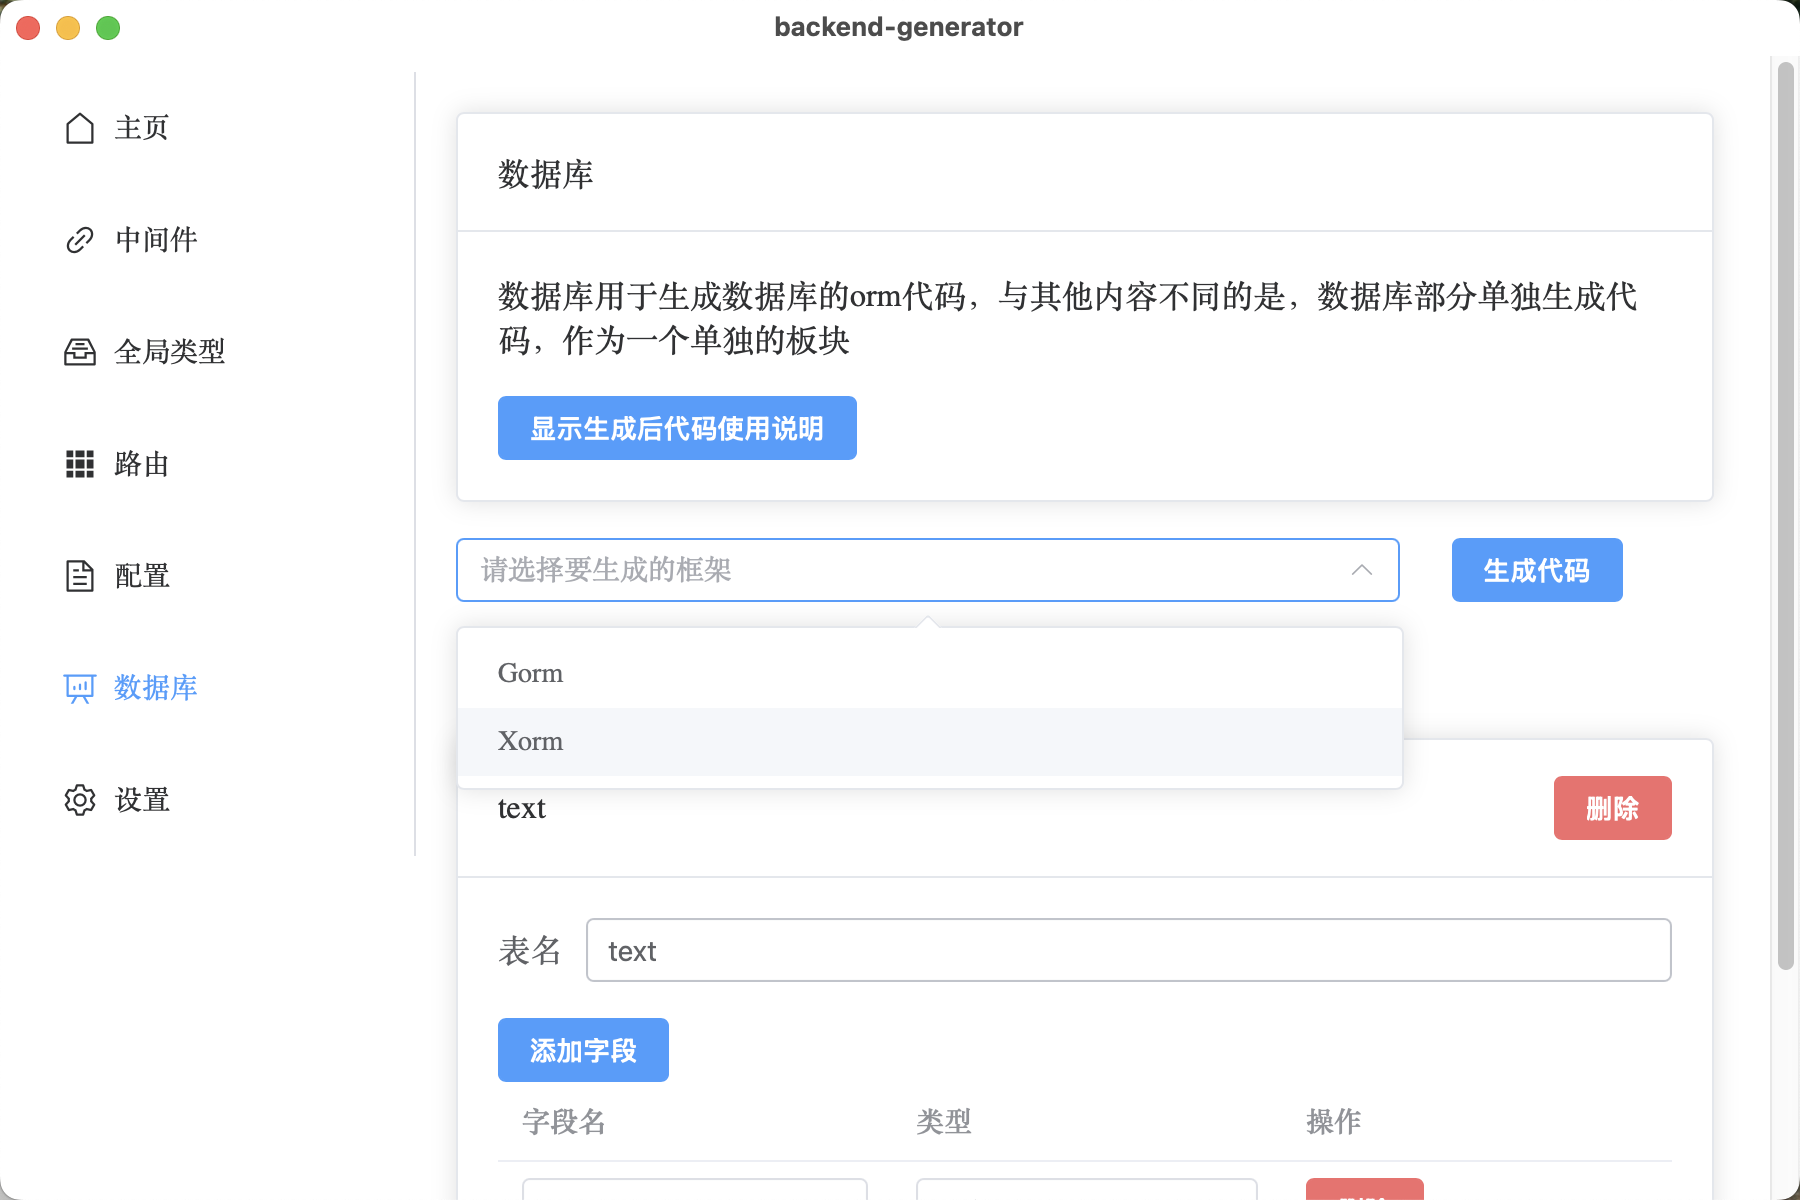 backend-generator
主页
中间件
全局类型
路由
配置
数据库
设置
数据库
数据库用于生成数据库的orm代码，与其他内容不同的是，数据库部分单独生成代
码，作为一个单独的板块
显示生成后代码使用说明
请选择要生成的框架
生成代码
Gorm
Xorm
text
删除
表名
text
添加字段
字段名
类型
操作